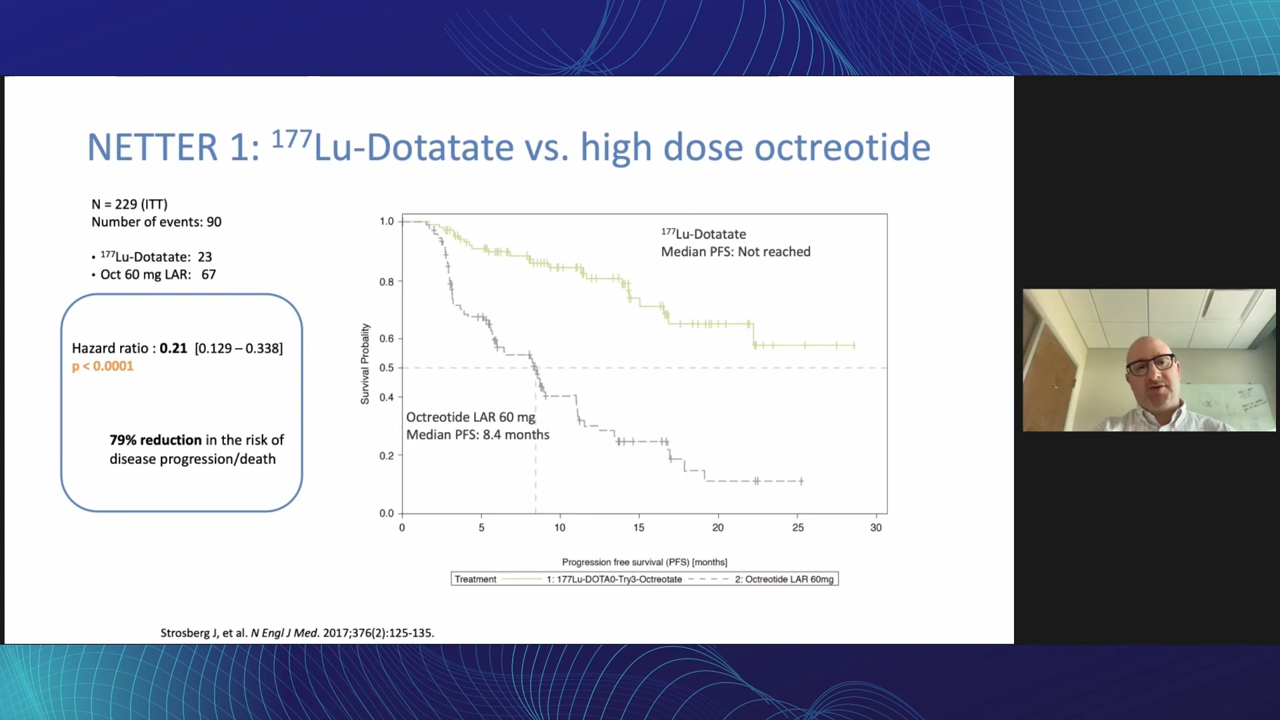 NETTER 1: ¹⁷⁷Lu-Dotatate vs. high dose octreotide
N = 229 (ITT)
Number of events: 90
• ¹⁷⁷Lu-Dotatate: 23
• Oct 60 mg LAR: 67
Hazard ratio : 0.21 [0.129 – 0.338]
p < 0.0001
79% reduction in the risk of
disease progression/death
Survival Probality
1.0
0.8
0.6
0.5
0.4
0.2
0.0
¹⁷⁷Lu-Dotatate
Median PFS: Not reached
Octreotide LAR 60 mg
Median PFS: 8.4 months
0 5 10 15 20 25 30
Progression free survival (PFS) [months]
Treatment 1: 177Lu-DOTA0-Try3-Octreotate 2: Octreotide LAR 60mg
Strosberg J, et al. N Engl J Med. 2017;376(2):125-135.